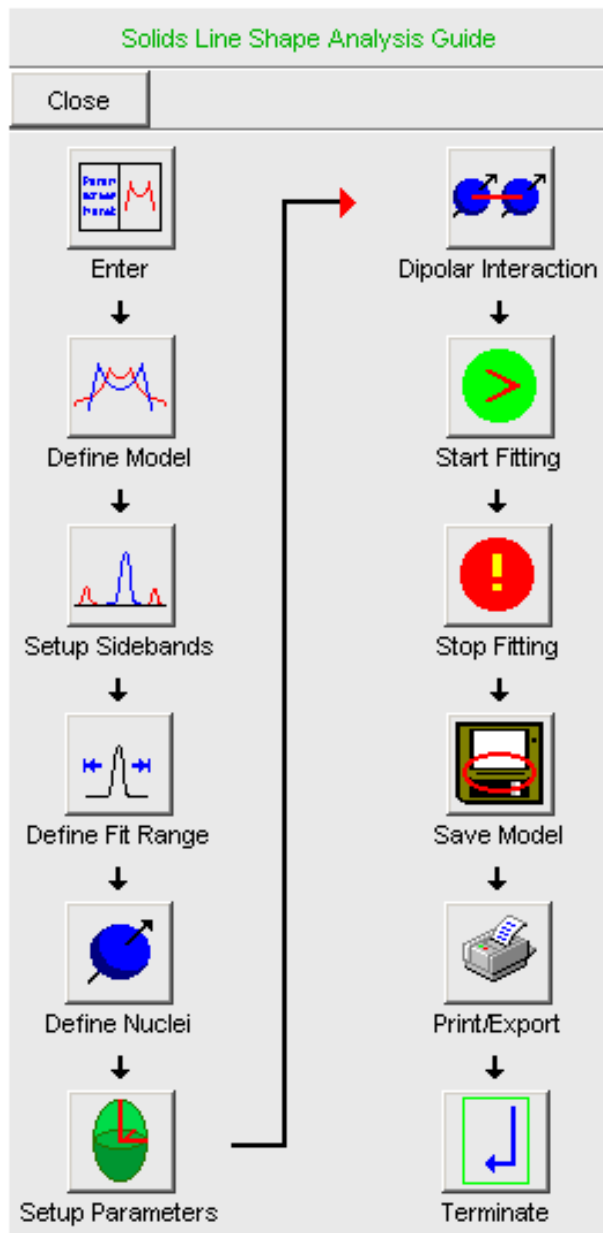 Solids Line Shape Analysis Guide
Close
Enter
Define Model
Setup Sidebands
Define Fit Range
Define Nuclei
Setup Parameters
Dipolar Interaction
>
Start Fitting
!
Stop Fitting
Save Model
Print/Export
Terminate